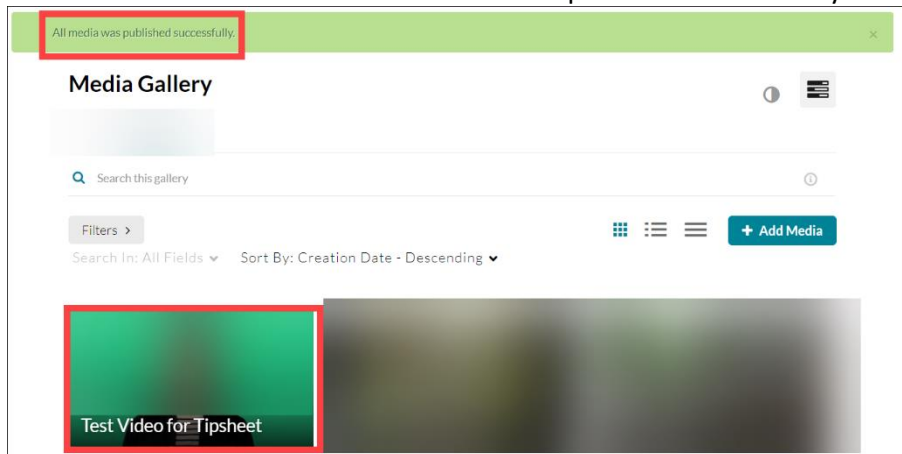 All media was published successfully. ×
Media Gallery
Search this gallery
Filters >
+ Add Media
Search In: All Fields Sort By: Creation Date - Descending
Test Video for Tipsheet